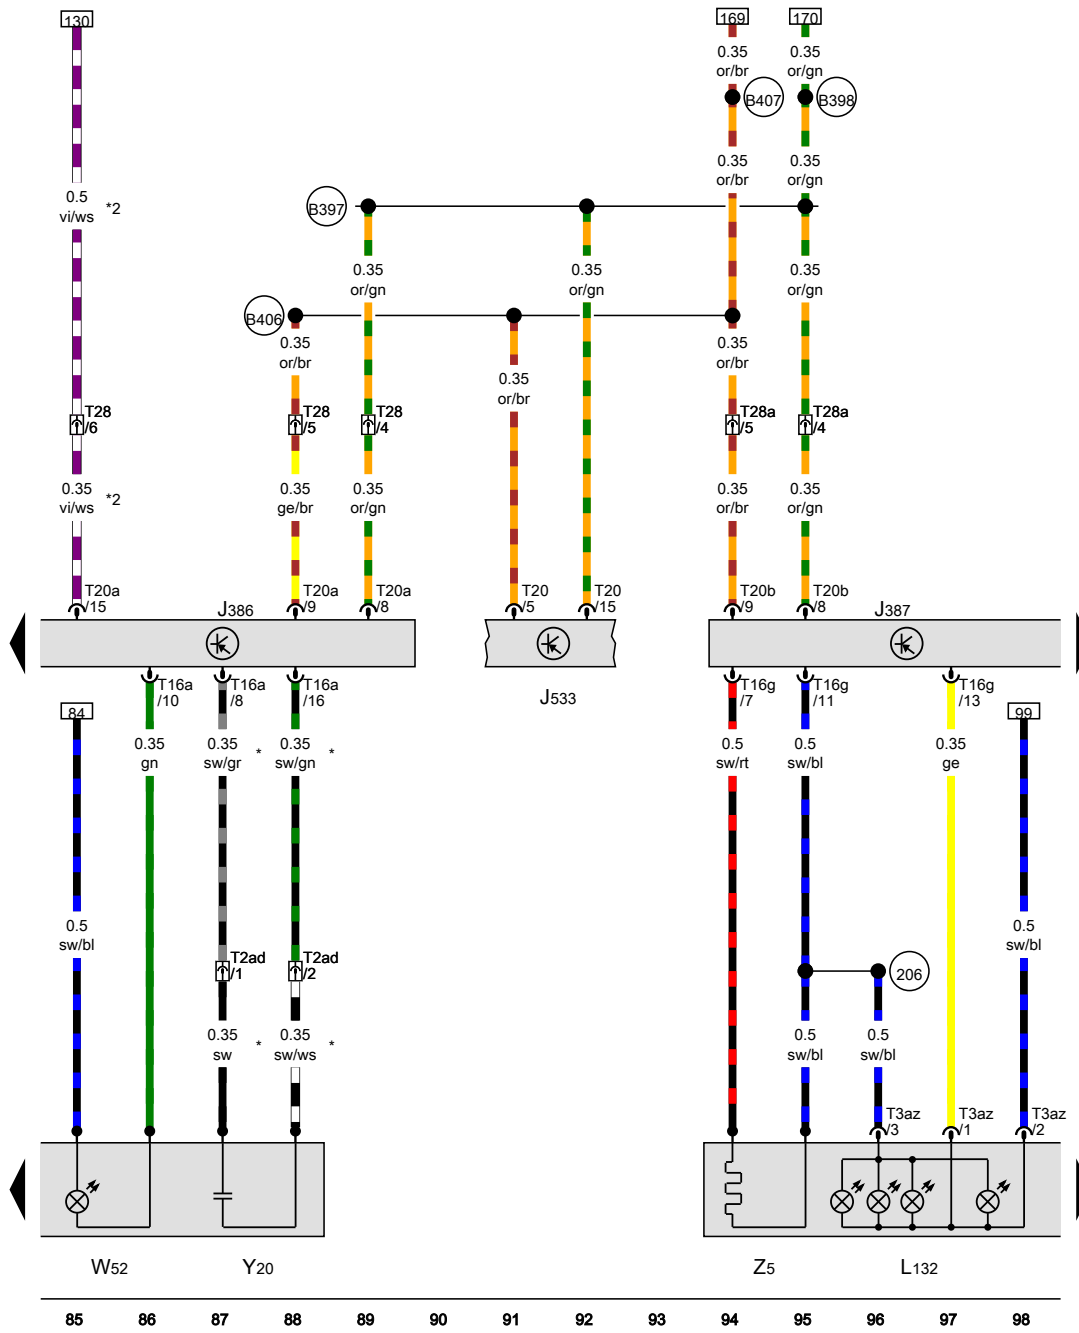 130
169
170
0.35
or/br
0.35
or/gn
B407
B398
0.35
or/br
0.35
or/gn
0.5
vi/ws
*2
B397
0.35
or/gn
0.35
or/gn
0.35
or/gn
B406
0.35
or/br
0.35
or/br
0.35
or/br
T28
/6
T28
/5
T28
/4
T28a
/5
T28a
/4
0.35
vi/ws
*2
0.35
ge/br
0.35
or/gn
0.35
or/br
0.35
or/gn
T20a
/15
T20a
/9
T20a
/8
T20
/5
T20
/15
T20b
/9
T20b
/8
J386
J387
J533
T16a
/10
T16a
/8
T16a
/16
T16g
/7
T16g
/11
T16g
/13
84
99
0.35
gn
0.35
sw/gr
*
0.35
sw/gn
*
0.5
sw/rt
0.5
sw/bl
0.35
ge
0.5
sw/bl
0.5
sw/bl
T2ad
/1
T2ad
/2
206
0.35
sw
*
0.35
sw/ws
*
0.5
sw/bl
0.5
sw/bl
T3az
/3
T3az
/1
T3az
/2
W52
Y20
Z5
L132
85 86 87 88 89 90 91 92 93 94 95 96 97 98